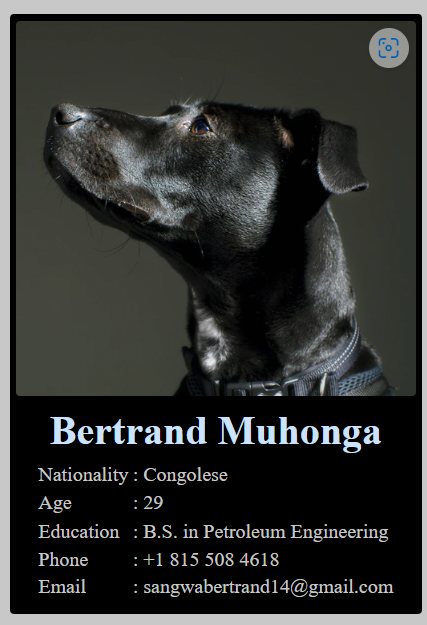 Bertrand Muhonga
Nationality : Congolese
Age : 29
Education : B.S. in Petroleum Engineering
Phone : +1 815 508 4618
Email : sangwabertrand14@gmail.com